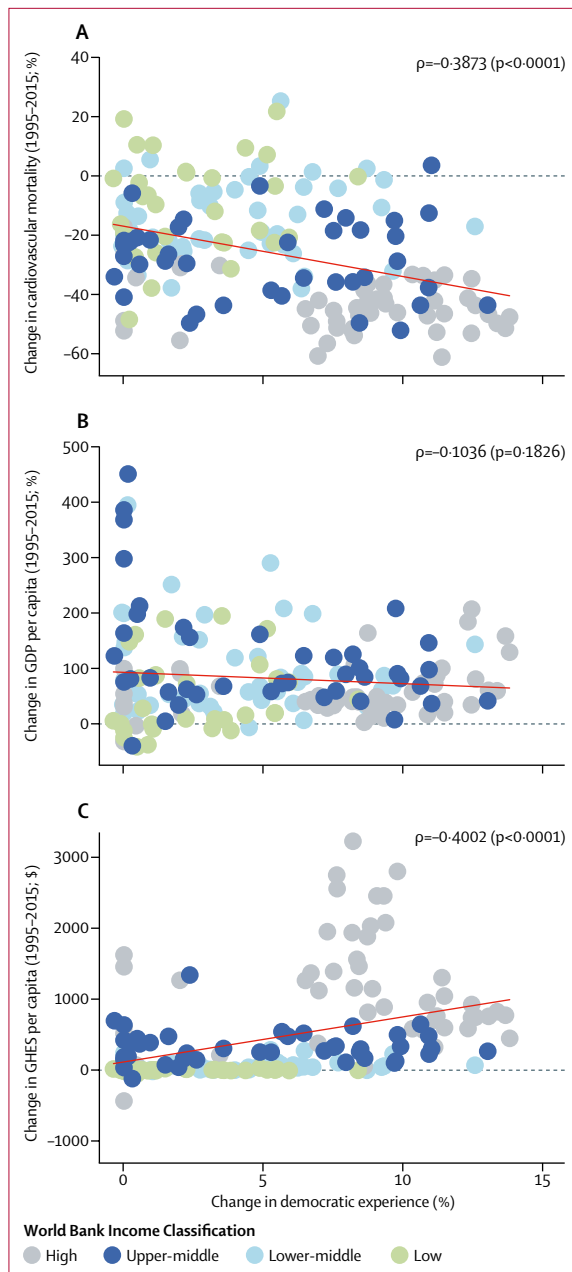 A
ρ=–0·3873 (p<0·0001)
Change in cardiovascular mortality (1995–2015; %)
40
20
0
–20
–40
–60
B
ρ=–0·1036 (p=0·1826)
Change in GDP per capita (1995–2015; %)
500
400
300
200
100
0
C
ρ=–0·4002 (p<0·0001)
Change in GHES per capita (1995–2015; $)
3000
2000
1000
0
–1000
0 5 10 15
Change in democratic experience (%)
World Bank Income Classification
High Upper-middle Lower-middle Low